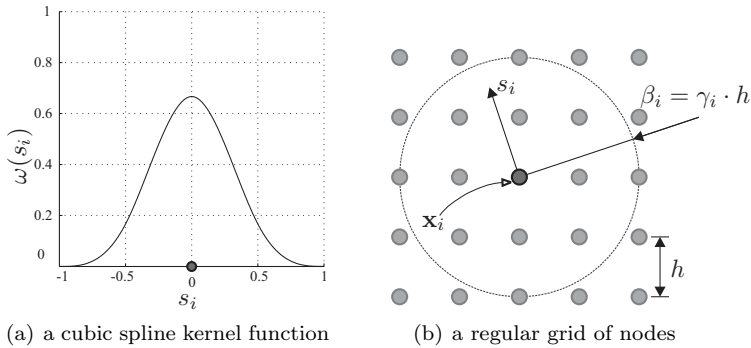 1
0.8
0.6
0.4
0.2
0
-1
-0.5
0
0.5
1
ω(s_i)
s_i
(a) a cubic spline kernel function
s_i
β_i = γ_i · h
x_i
h
(b) a regular grid of nodes